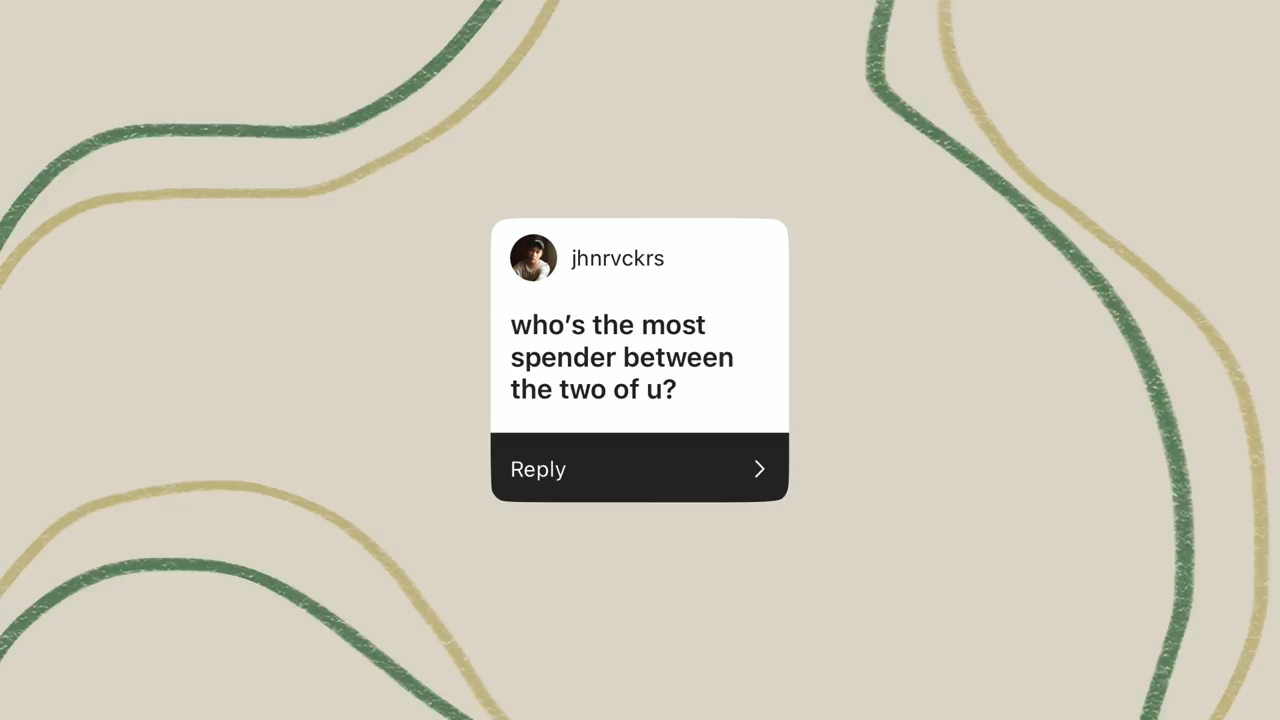 jhnrvckrs
who’s the most
spender between
the two of u?
Reply